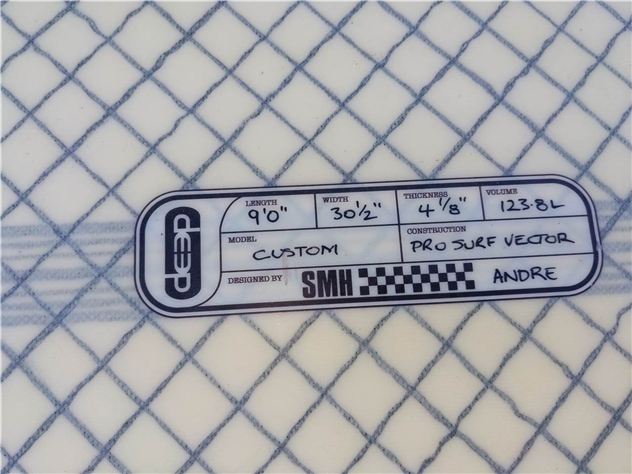 LENGTH WIDTH THICKNESS VOLUME
9'0" 30½" 4⅛" 123.8L
MODEL CONSTRUCTION
CUSTOM PRO SURF VECTOR
DESIGNED BY SMH ANDRE